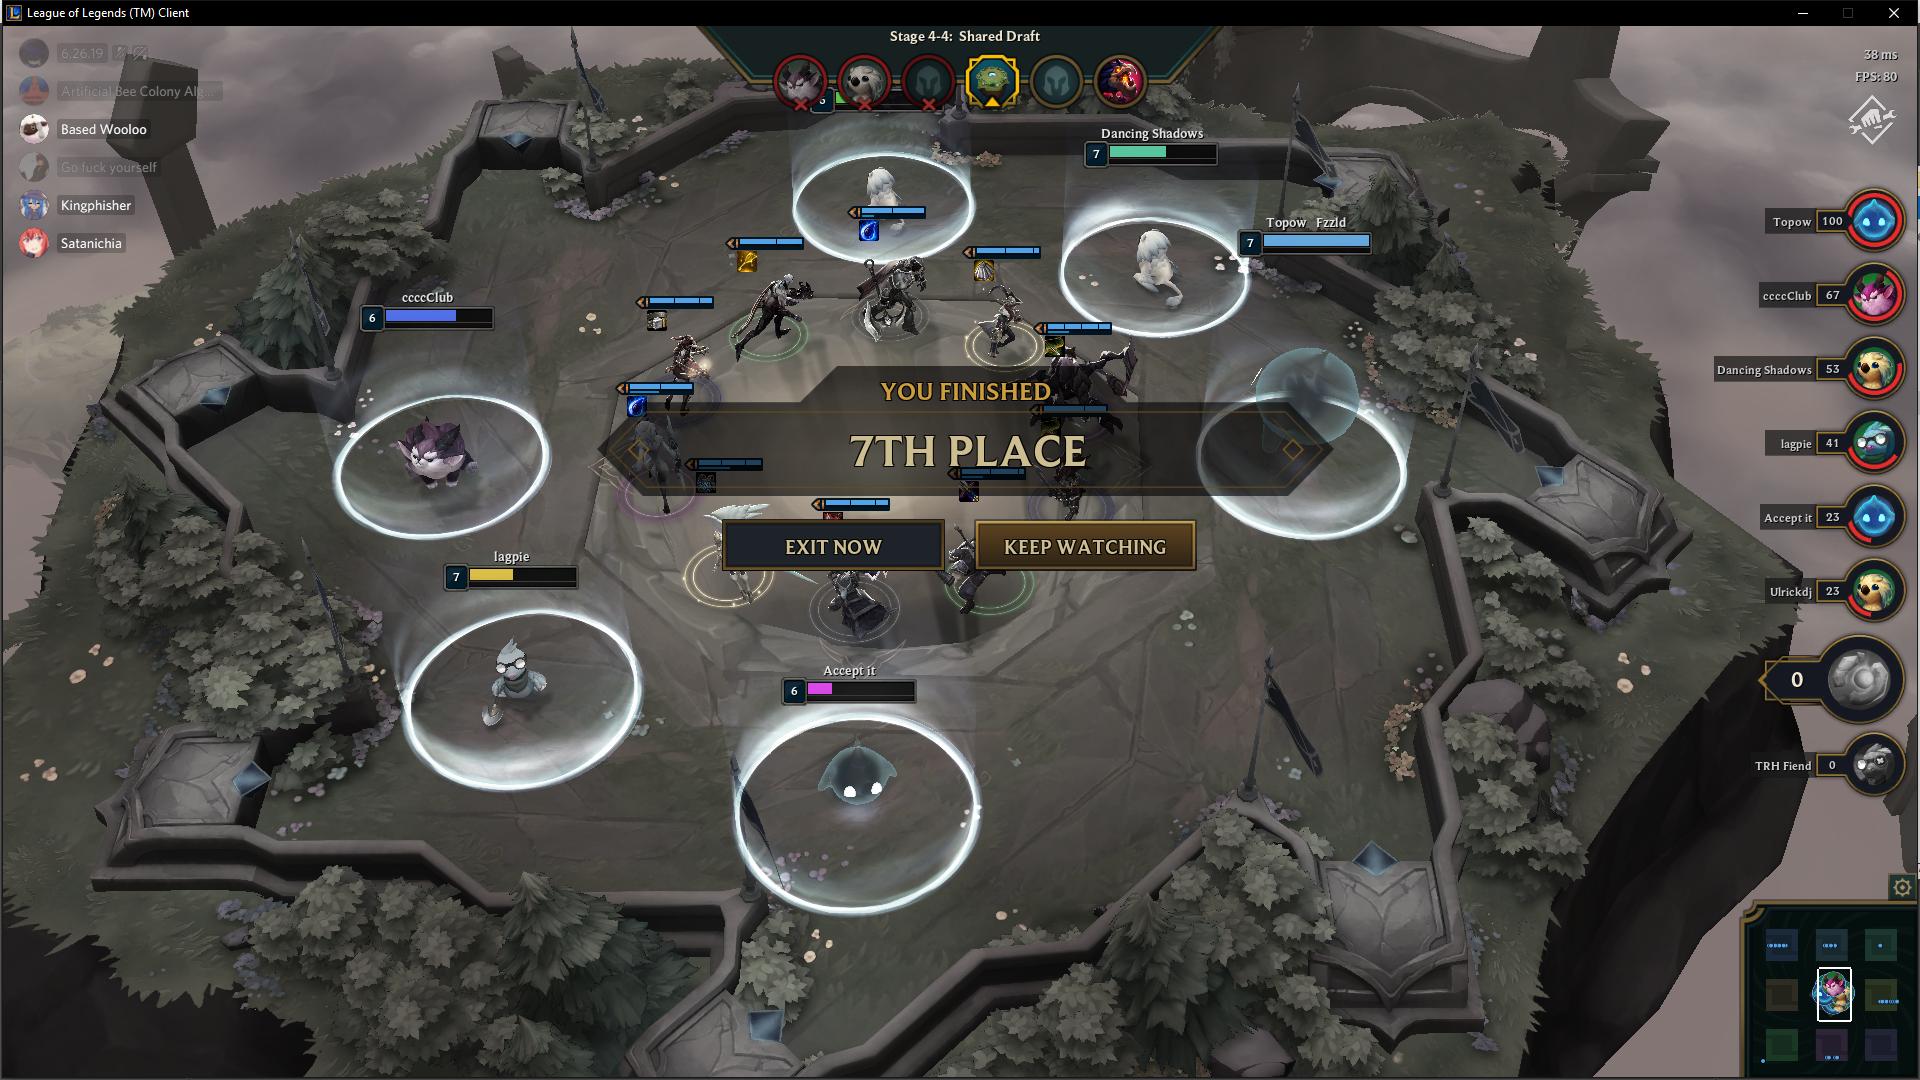 League of Legends (TM) Client
Stage 4-4: Shared Draft
38 ms
FPS: 80
6.26.19
Artificial Bee Colony Alg...
Based Wooloo
Go fuck yourself
Kingphisher
Satanichia
Dancing Shadows
7
Topow Fzzld
7
ccccClub
6
lagpie
7
Accept it
6
YOU FINISHED
7TH PLACE
EXIT NOW
KEEP WATCHING
Topow 100
ccccClub 67
Dancing Shadows 53
lagpie 41
Accept it 23
Ulrickdj 23
0
TRH Fiend 0